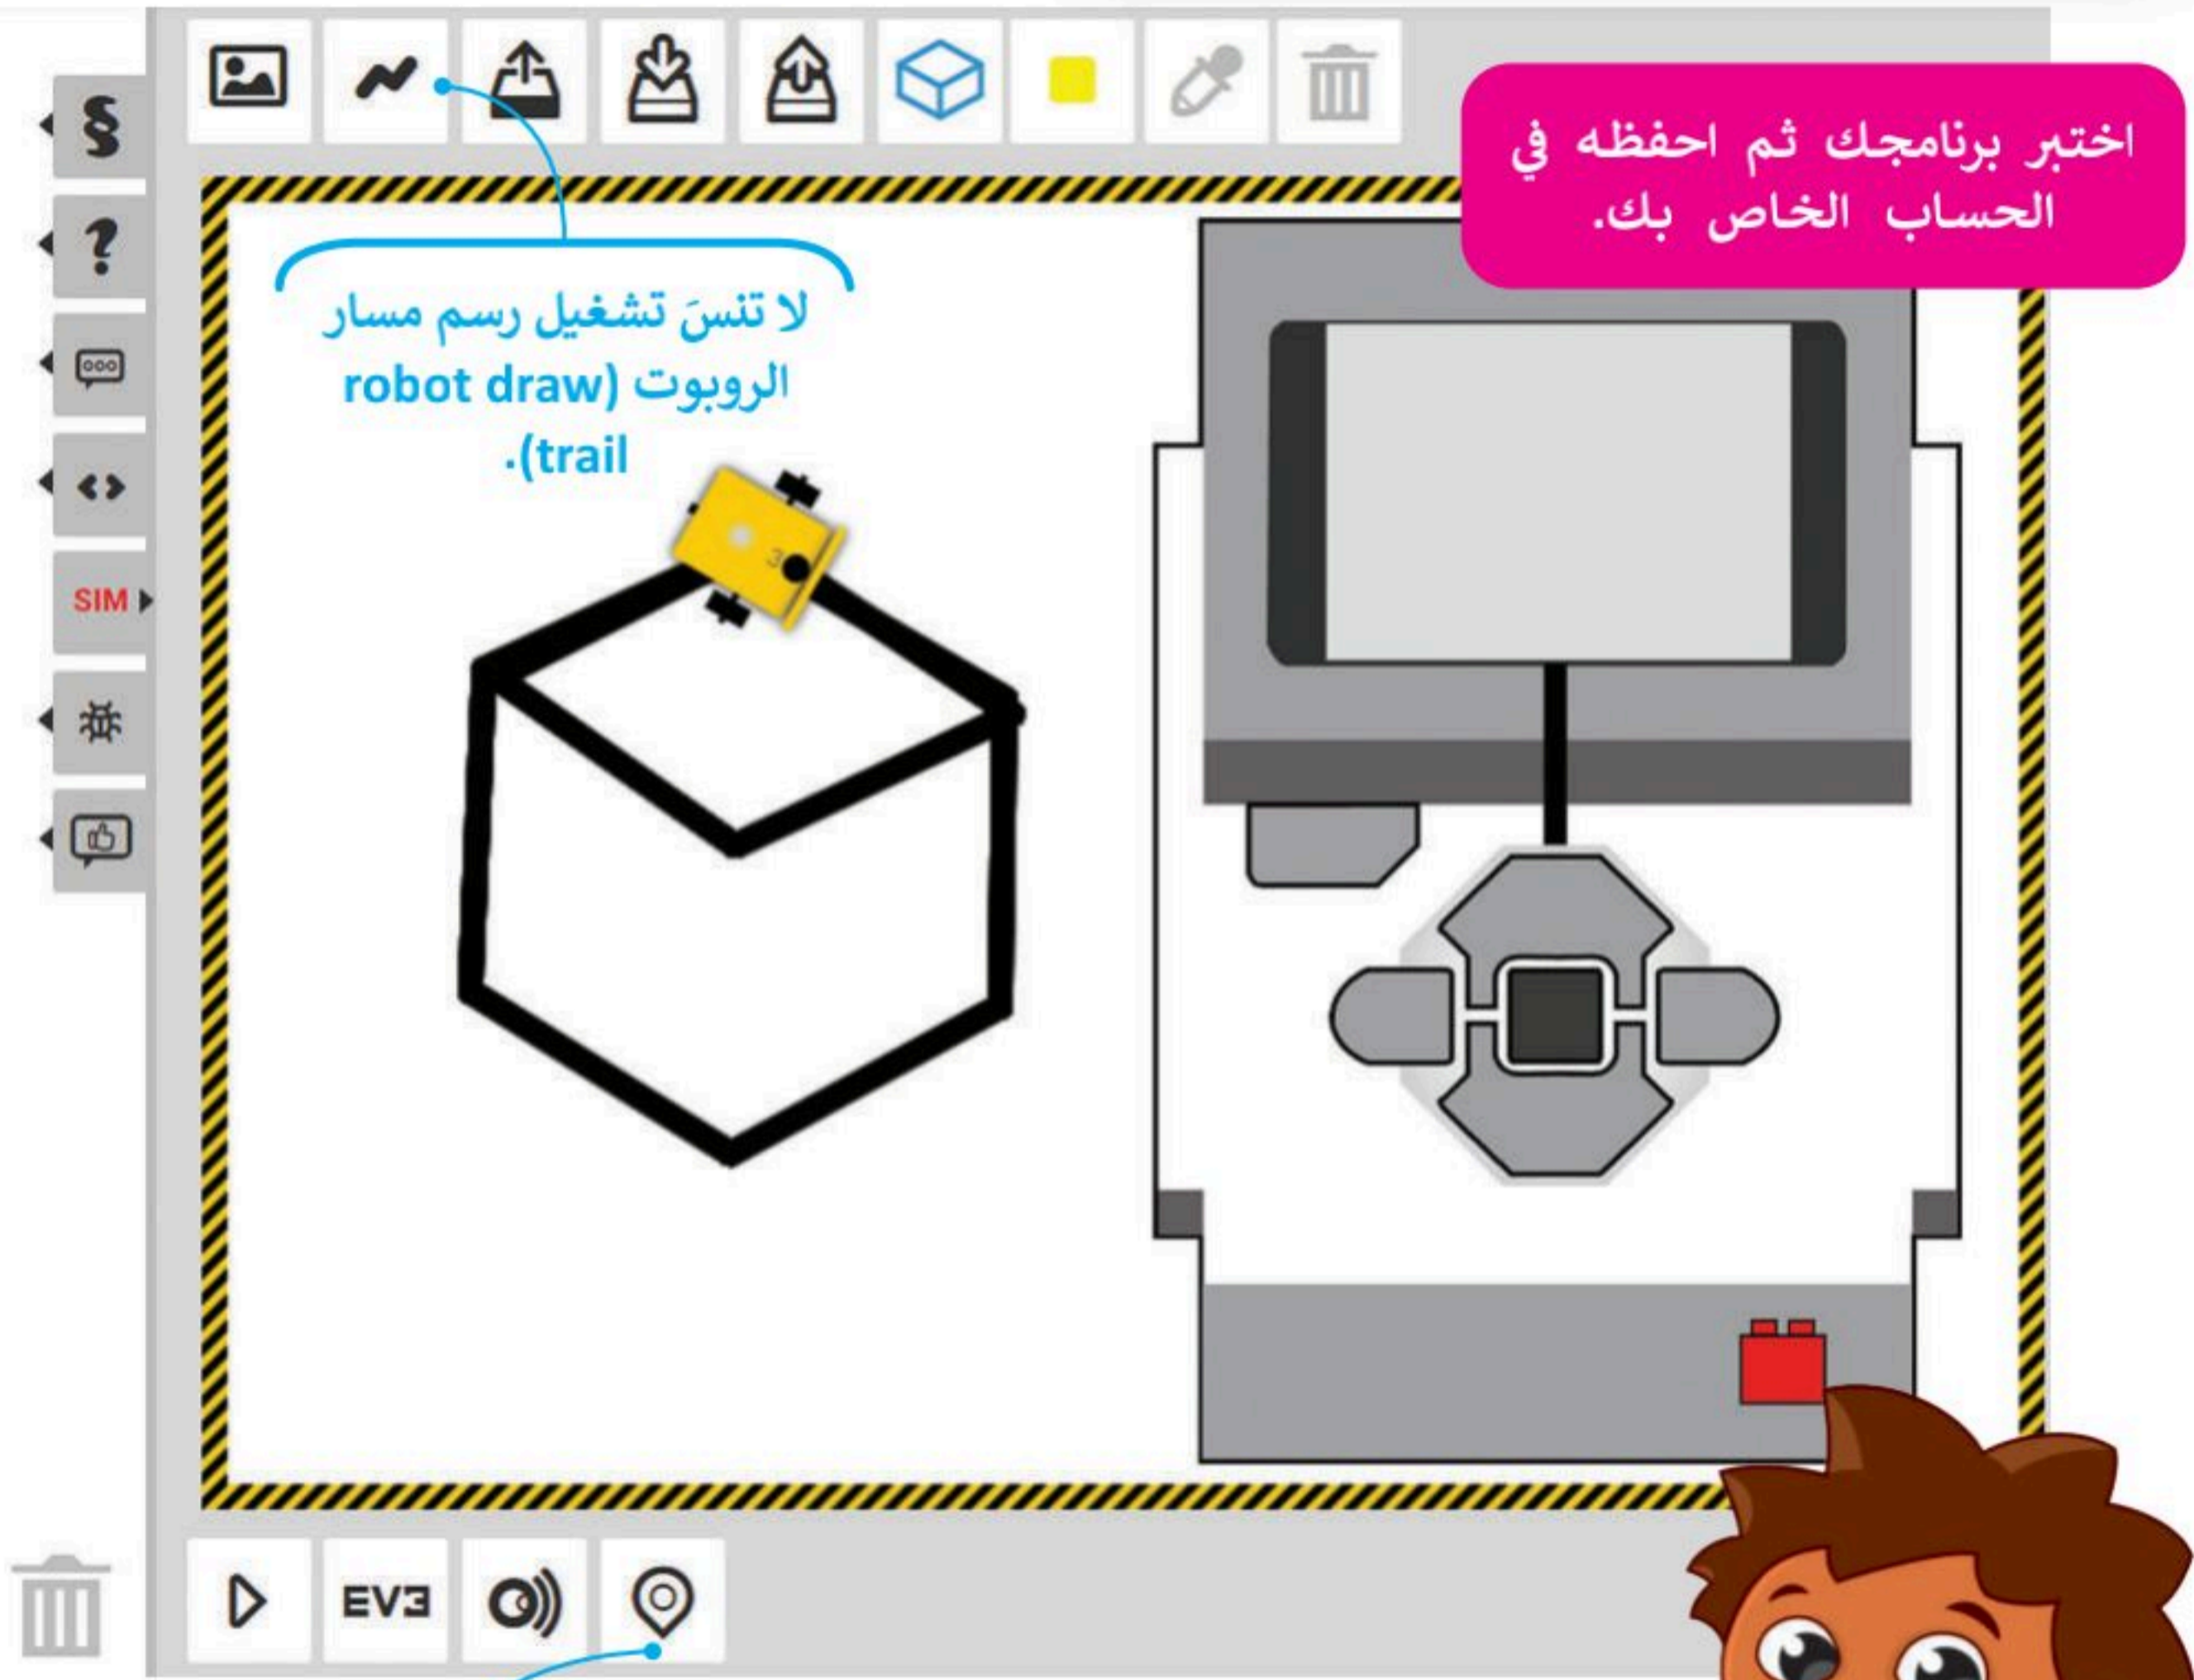 اختبر برنامجك ثم احفظه في
الحساب الخاص بك.
لا تنسَ تشغيل رسم مسار
الروبوت (robot draw
trail).
3
SIM
EV3